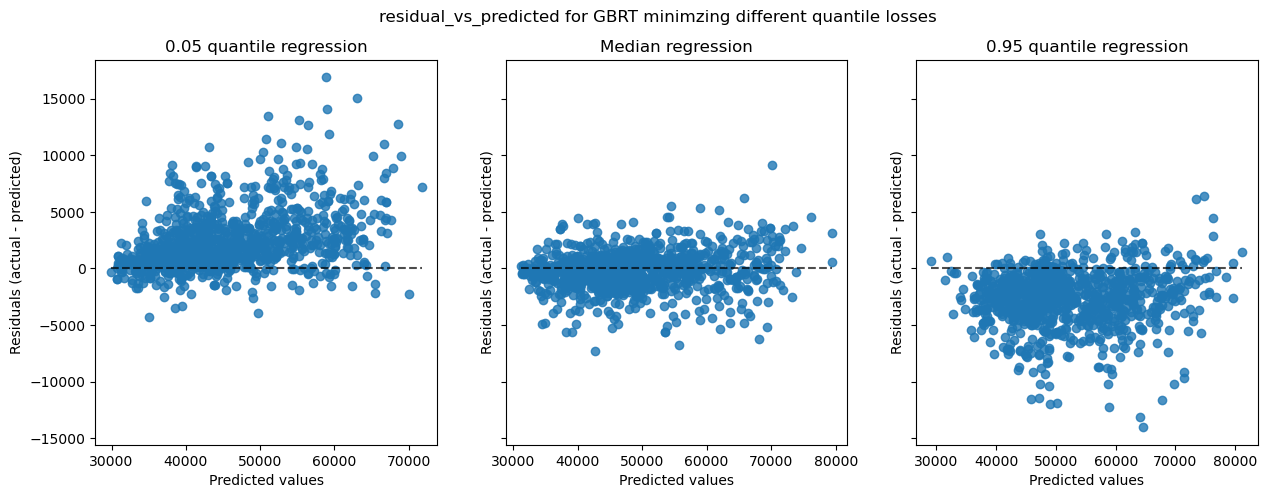 residual_vs_predicted for GBRT minimzing different quantile losses
0.05 quantile regression
Median regression
0.95 quantile regression
Residuals (actual - predicted)
15000
10000
5000
0
−5000
−10000
−15000
30000 40000 50000 60000 70000
Predicted values
Residuals (actual - predicted)
30000 40000 50000 60000 70000 80000
Predicted values
Residuals (actual - predicted)
30000 40000 50000 60000 70000 80000
Predicted values